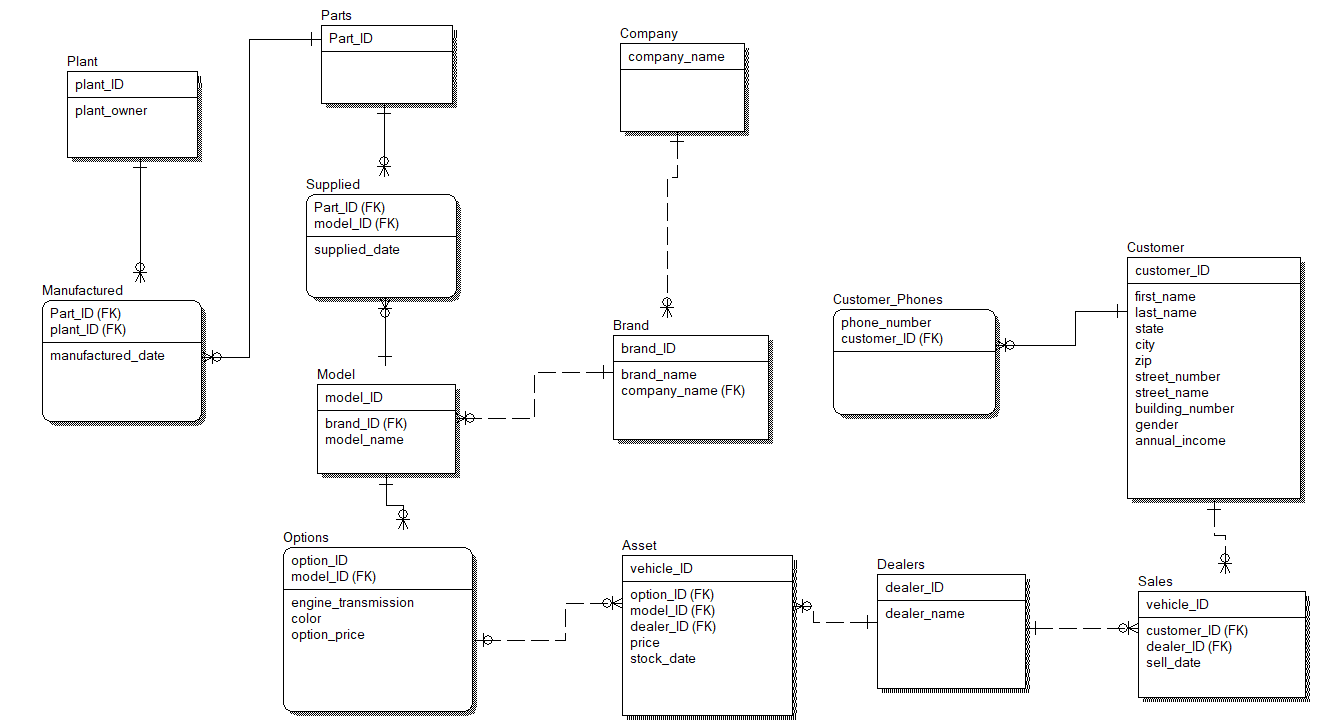 Parts
Part_ID
Company
company_name
Plant
plant_ID
plant_owner
Supplied
Part_ID (FK)
model_ID (FK)
supplied_date
Customer
customer_ID
first_name
last_name
state
city
zip
street_number
street_name
building_number
gender
annual_income
Manufactured
Part_ID (FK)
plant_ID (FK)
manufactured_date
Customer_Phones
phone_number
customer_ID (FK)
Brand
brand_ID
brand_name
company_name (FK)
Model
model_ID
brand_ID (FK)
model_name
Options
option_ID
model_ID (FK)
engine_transmission
color
option_price
Asset
vehicle_ID
option_ID (FK)
model_ID (FK)
dealer_ID (FK)
price
stock_date
Dealers
dealer_ID
dealer_name
Sales
vehicle_ID
customer_ID (FK)
dealer_ID (FK)
sell_date